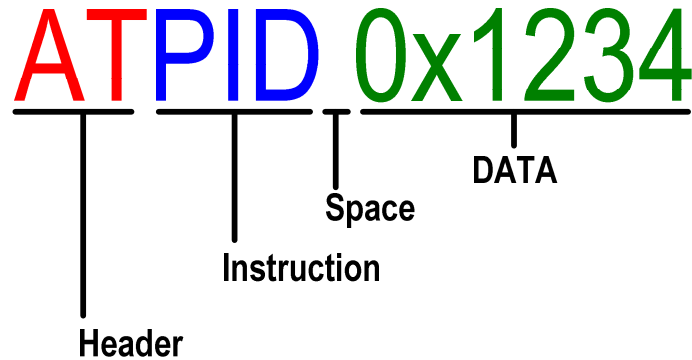 ATPID 0x1234
DATA
Space
Instruction
Header